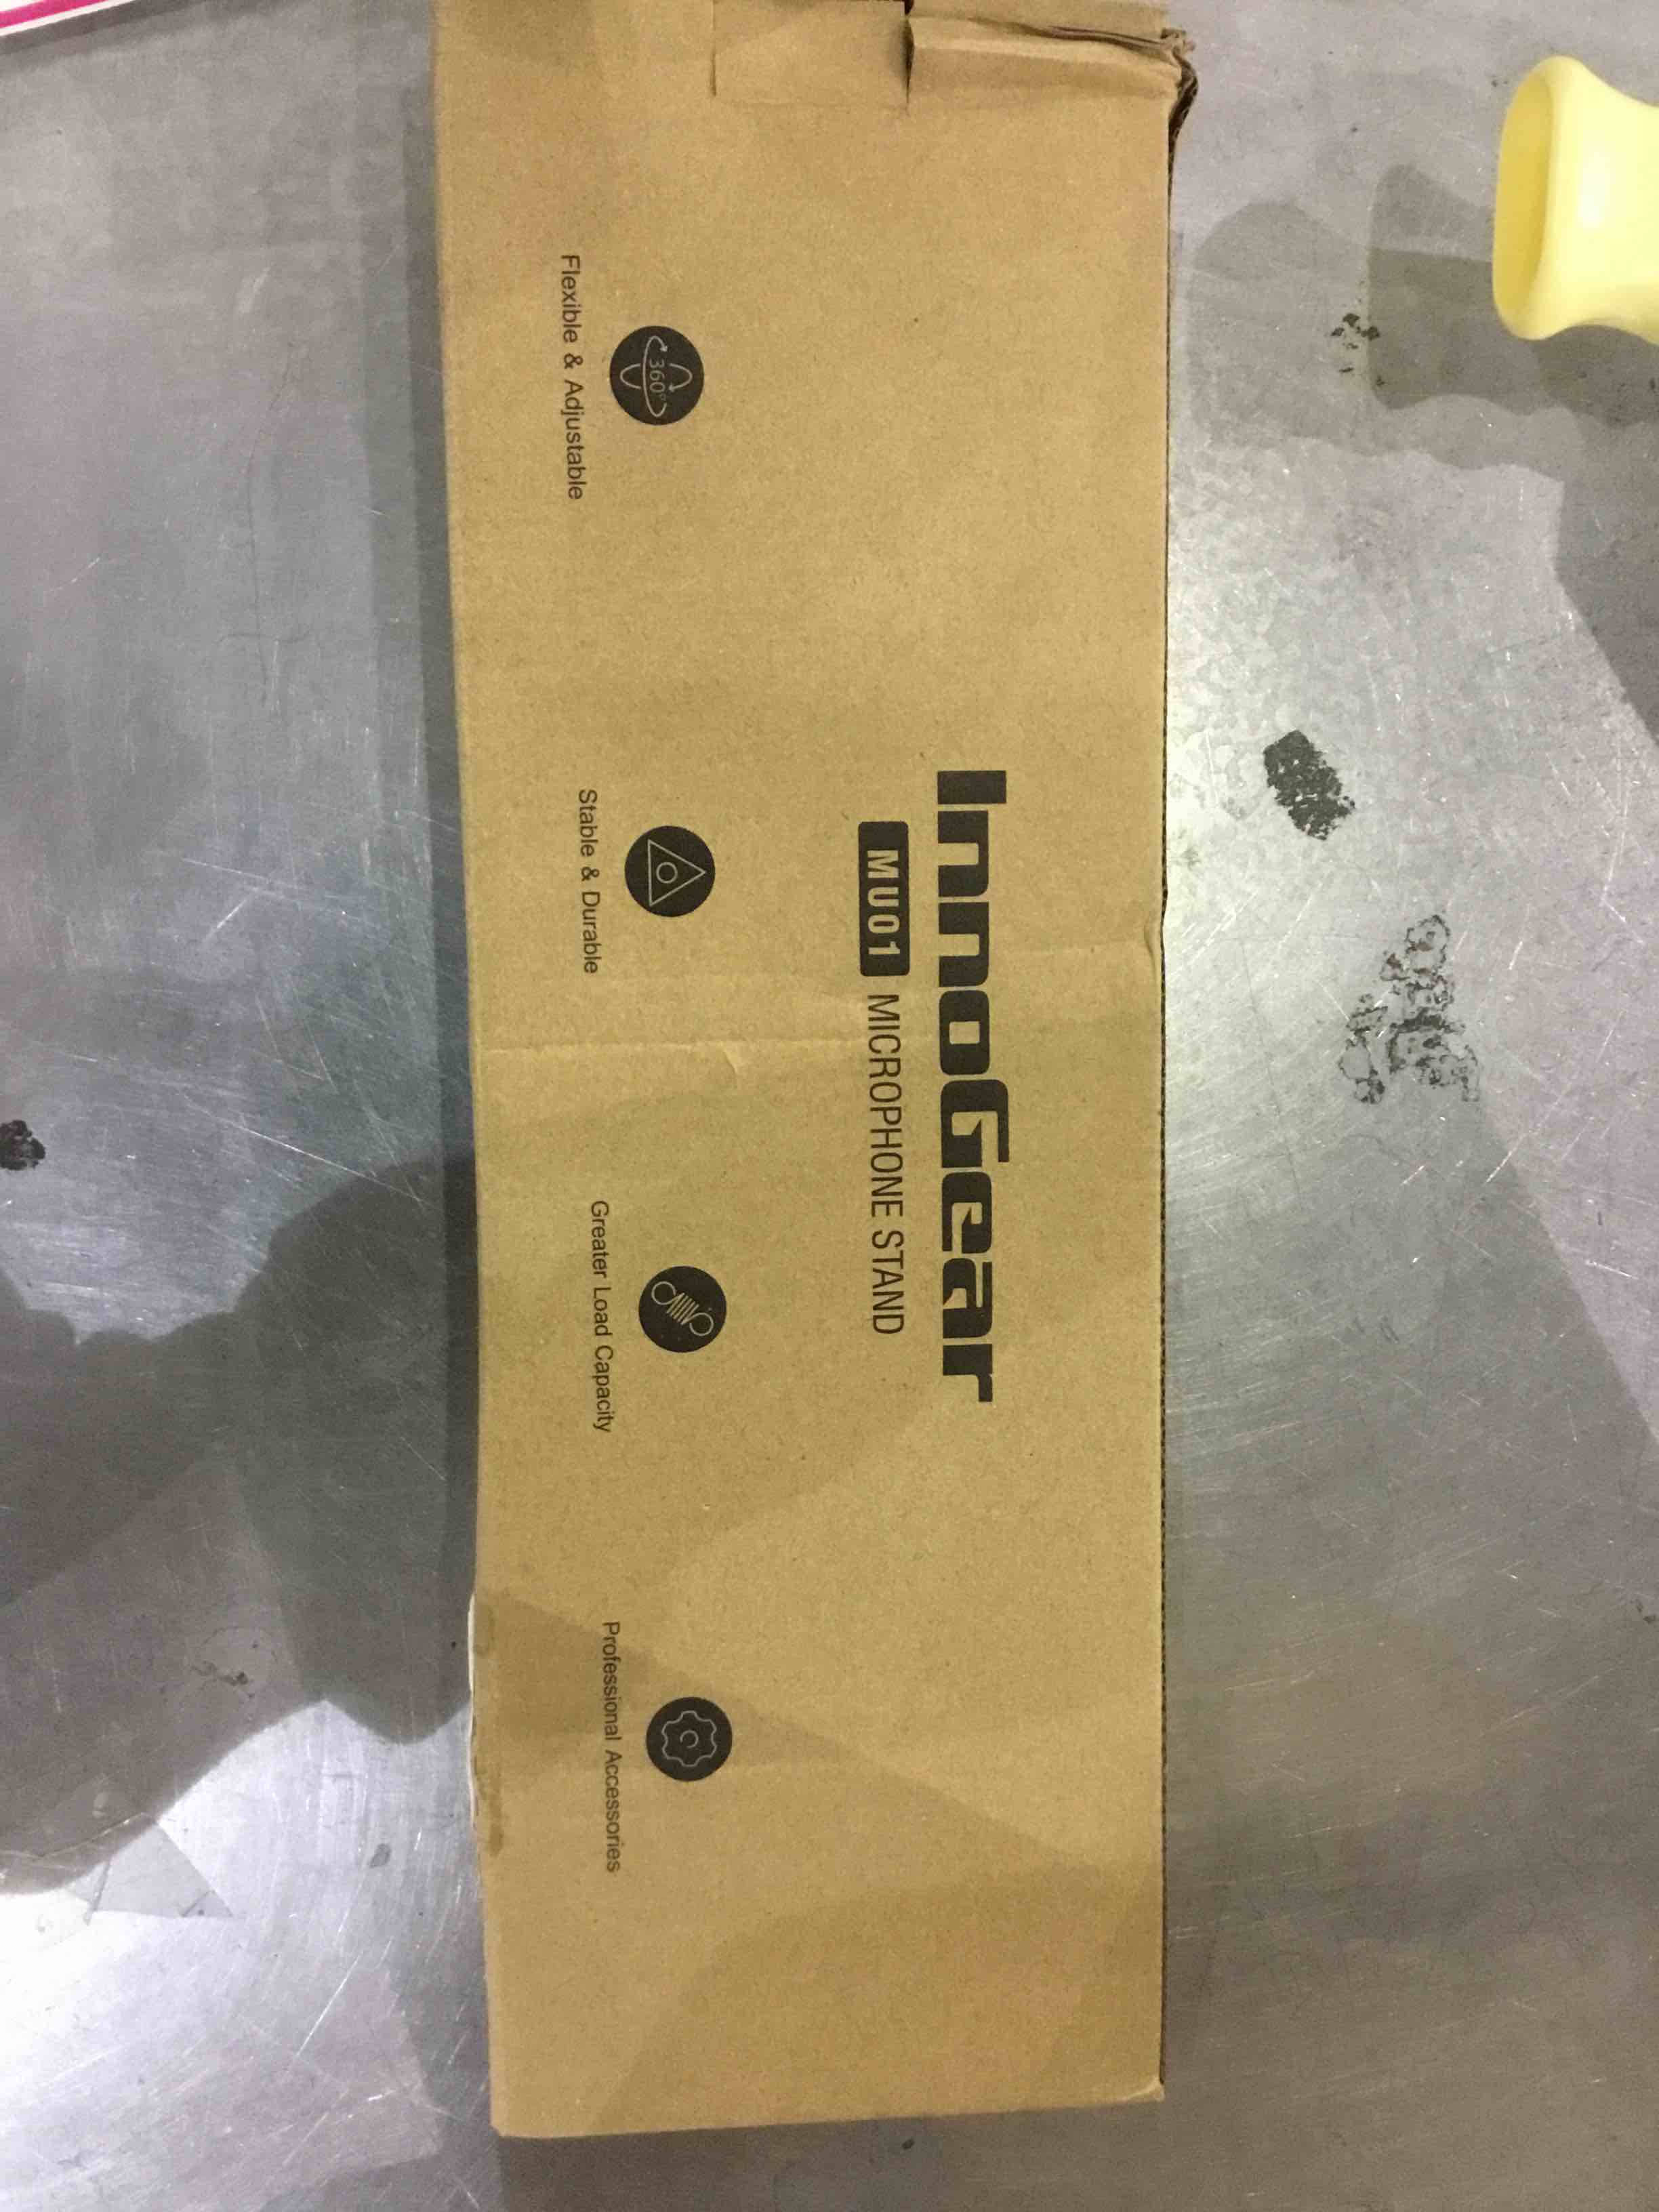 InnoGear
MU01 MICROPHONE STAND
360°
Flexible & Adjustable
Stable & Durable
Greater Load Capacity
Professional Accessories